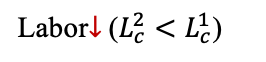 Labor↓ (L_c^2 < L_c^1)